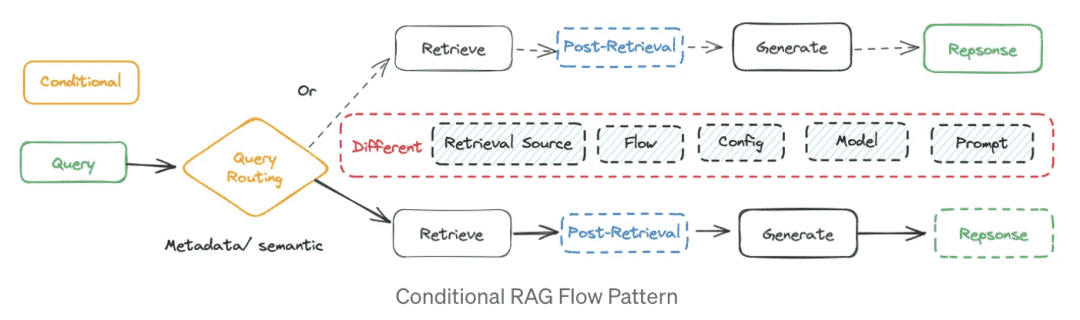 Retrieve
Post-Retrieval
Generate
Repsonse
Conditional
Or
Different
Retrieval Source
Flow
Config
Model
Prompt
Query
Query
Routing
Metadata/ semantic
Retrieve
Post-Retrieval
Generate
Repsonse
Conditional RAG Flow Pattern